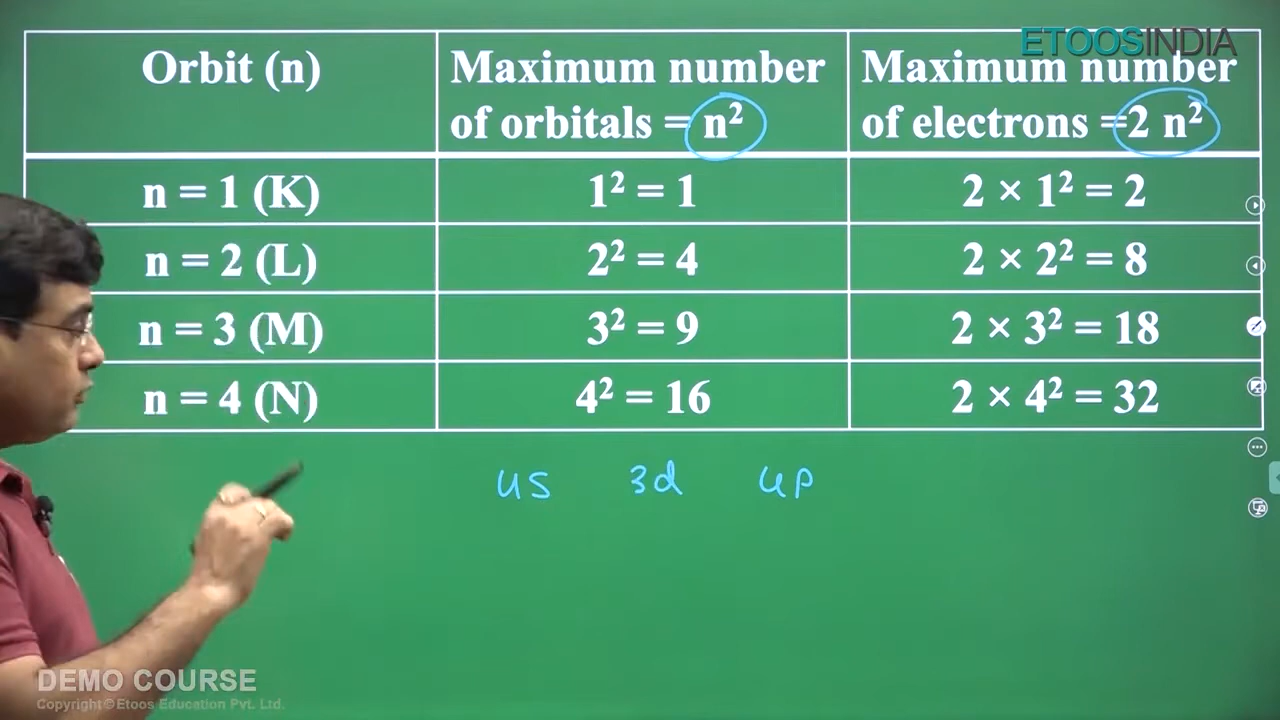 ETOOSINDIA
Orbit (n)
Maximum number
of orbitals = n²
Maximum number
of electrons =2 n²
n = 1 (K)
1² = 1
2 × 1² = 2
n = 2 (L)
2² = 4
2 × 2² = 8
n = 3 (M)
3² = 9
2 × 3² = 18
n = 4 (N)
4² = 16
2 × 4² = 32
4s 3d 4p
DEMO COURSE
Copyright©Etoos Education Pvt. Ltd.